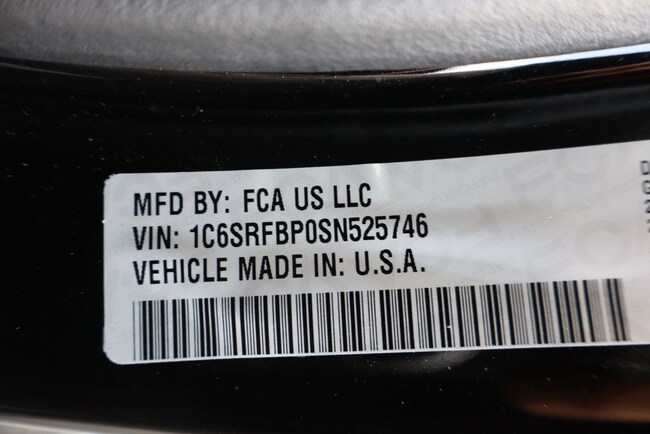 MFD BY: FCA US LLC
VIN: 1C6SRFBP0SN525746
VEHICLE MADE IN: U.S.A.